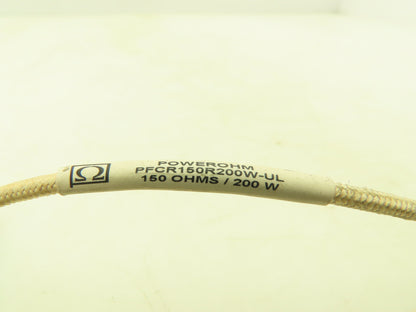 Ω
POWEROHM
PFCR150R200W-UL
150 OHMS / 200 W